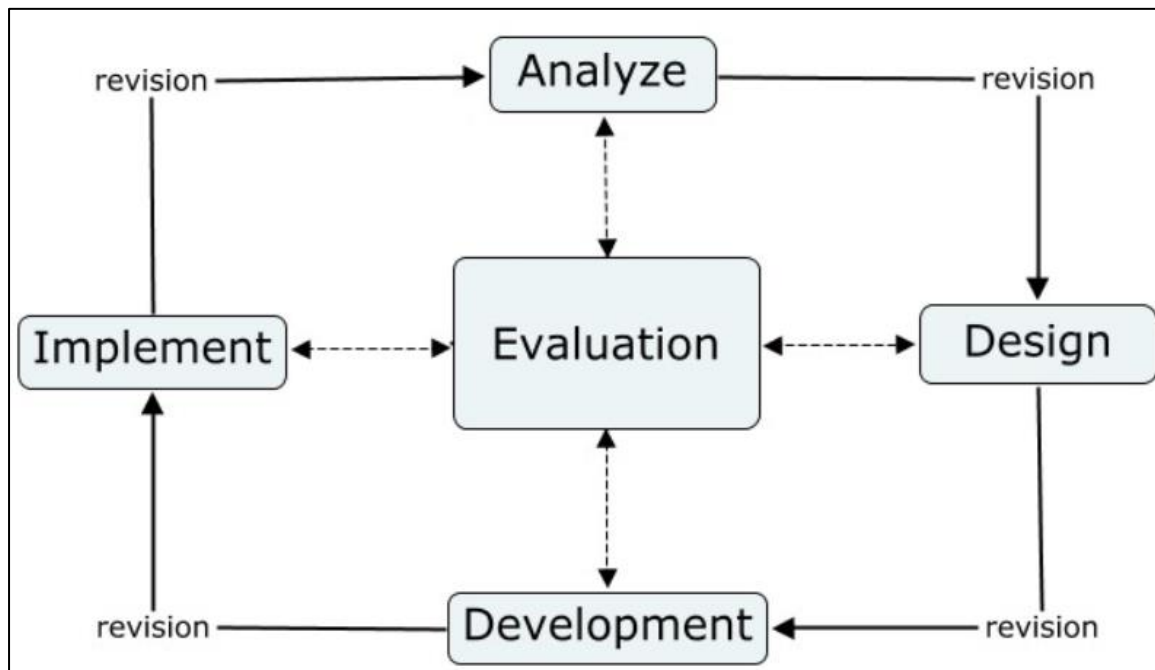 Analyze
revision
revision
Implement
Evaluation
Design
Development
revision
revision